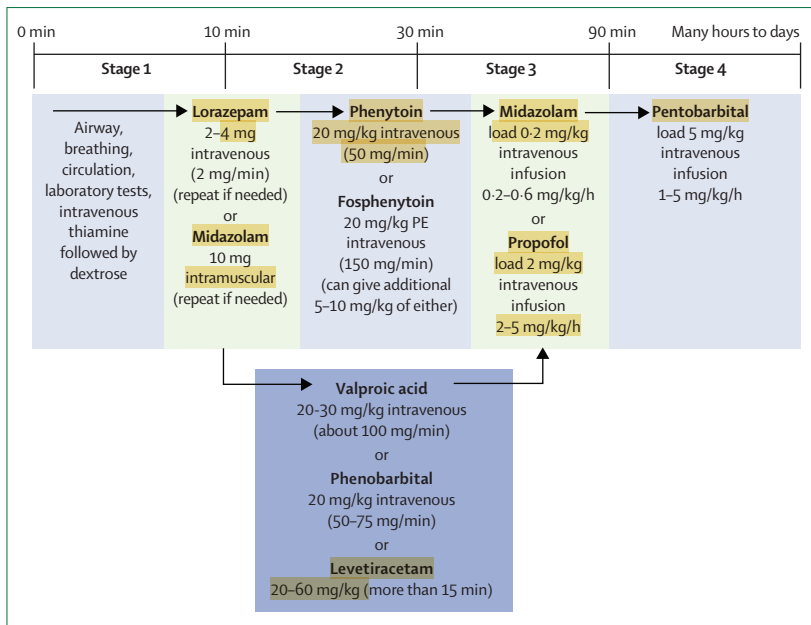 0 min 10 min 30 min 90 min Many hours to days
Stage 1 Stage 2 Stage 3 Stage 4
Airway,
breathing,
circulation,
laboratory tests,
intravenous
thiamine
followed by
dextrose
Lorazepam
2–4 mg
intravenous
(2 mg/min)
(repeat if needed)
or
Midazolam
10 mg
intramuscular
(repeat if needed)
Phenytoin
20 mg/kg intravenous
(50 mg/min)
or
Fosphenytoin
20 mg/kg PE
intravenous
(150 mg/min)
(can give additional
5–10 mg/kg of either)
Midazolam
load 0·2 mg/kg
intravenous
infusion
0·2–0·6 mg/kg/h
or
Propofol
load 2 mg/kg
intravenous
infusion
2–5 mg/kg/h
Pentobarbital
load 5 mg/kg
intravenous
infusion
1–5 mg/kg/h
Valproic acid
20-30 mg/kg intravenous
(about 100 mg/min)
or
Phenobarbital
20 mg/kg intravenous
(50–75 mg/min)
or
Levetiracetam
20–60 mg/kg (more than 15 min)